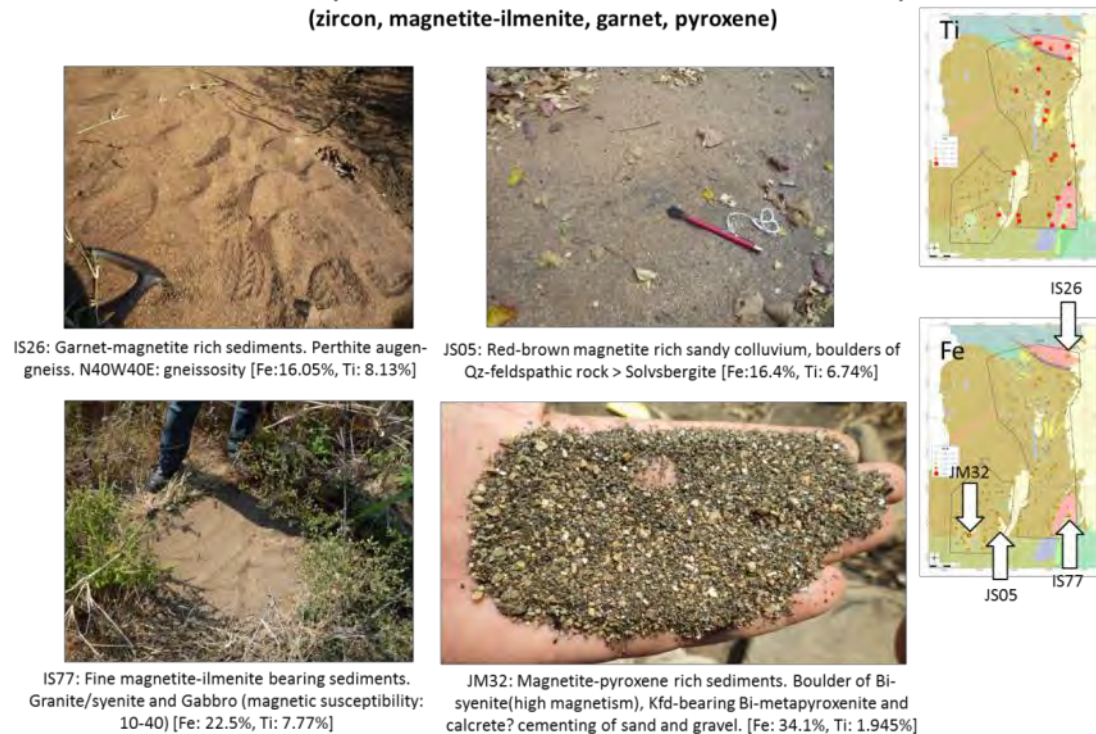 (zircon, magnetite-ilmenite, garnet, pyroxene)
Ti
IS26: Garnet-magnetite rich sediments. Perthite augen-
gneiss. N40W40E: gneissosity [Fe:16.05%, Ti: 8.13%]
JS05: Red-brown magnetite rich sandy colluvium, boulders of
Qz-feldspathic rock > Solvsbergite [Fe:16.4%, Ti: 6.74%]
IS26
Fe
JM32
JS05
IS77
IS77: Fine magnetite-ilmenite bearing sediments.
Granite/syenite and Gabbro (magnetic susceptibility:
10-40) [Fe: 22.5%, Ti: 7.77%]
JM32: Magnetite-pyroxene rich sediments. Boulder of Bi-
syenite(high magnetism), Kfd-bearing Bi-metapyroxenite and
calcrete? cementing of sand and gravel. [Fe: 34.1%, Ti: 1.945%]